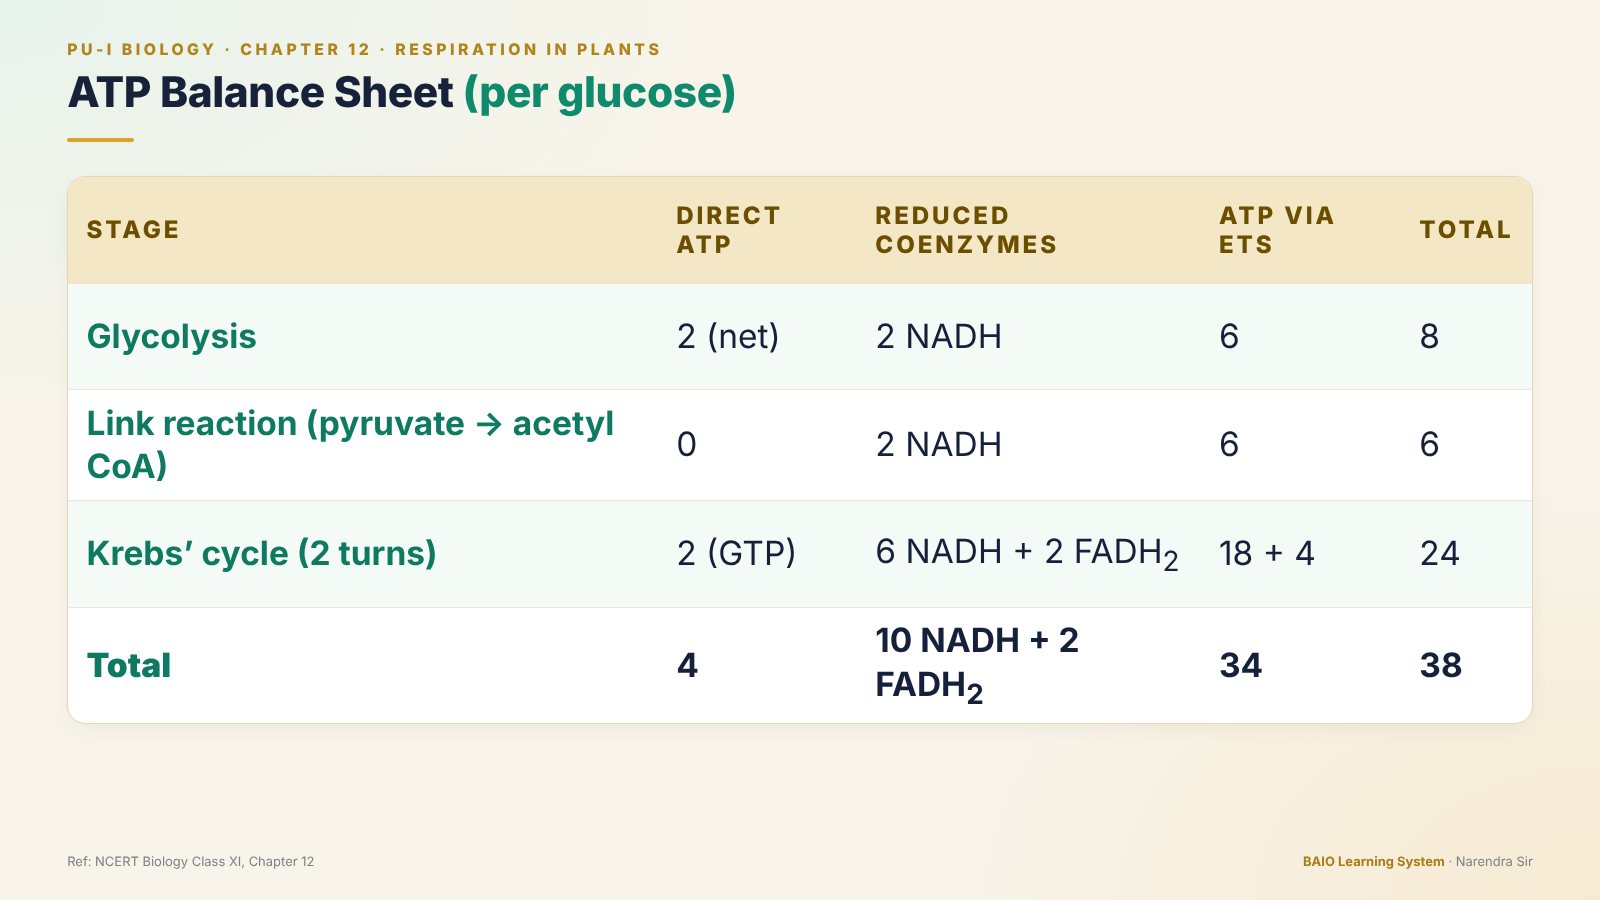 PU-I BIOLOGY · CHAPTER 12 · RESPIRATION IN PLANTS
ATP Balance Sheet (per glucose)
STAGE
DIRECT
ATP
REDUCED
COENZYMES
ATP VIA
ETS
TOTAL
Glycolysis
2 (net)
2 NADH
6
8
Link reaction (pyruvate → acetyl
CoA)
0
2 NADH
6
6
Krebs’ cycle (2 turns)
2 (GTP)
6 NADH + 2 FADH₂
18 + 4
24
Total
4
10 NADH + 2
FADH₂
34
38
Ref: NCERT Biology Class XI, Chapter 12
BAIO Learning System · Narendra Sir